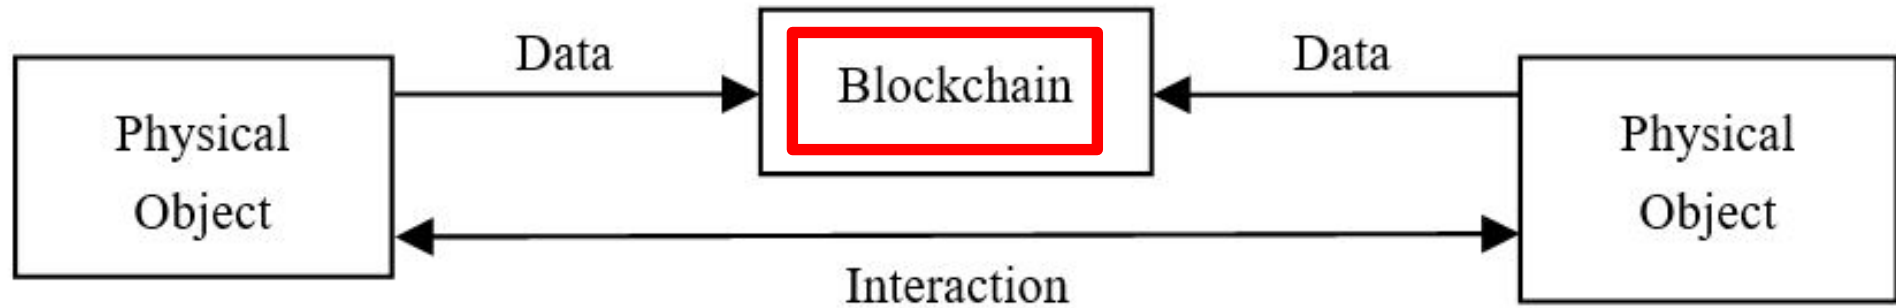 Data
Blockchain
Data
Physical
Object
Physical
Object
Interaction